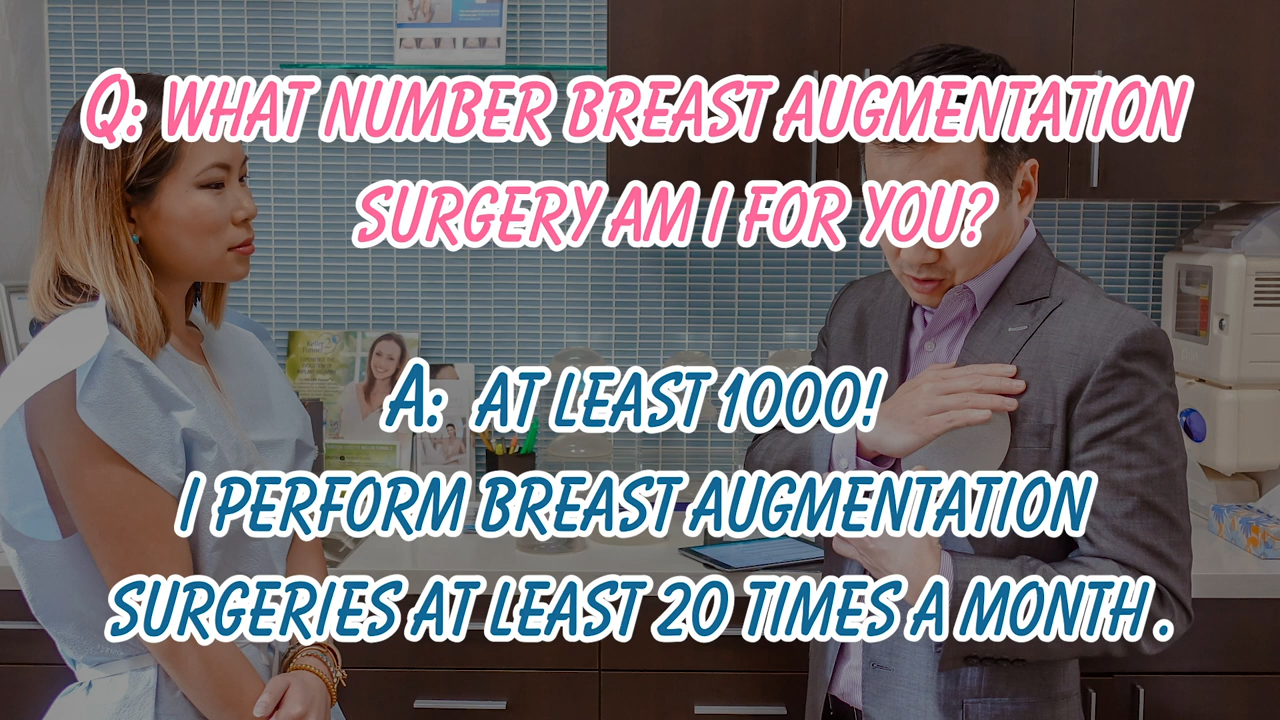 Q: WHAT NUMBER BREAST AUGMENTATION
SURGERY AM I FOR YOU?
A: AT LEAST 1000!
I PERFORM BREAST AUGMENTATION
SURGERIES AT LEAST 20 TIMES A MONTH .